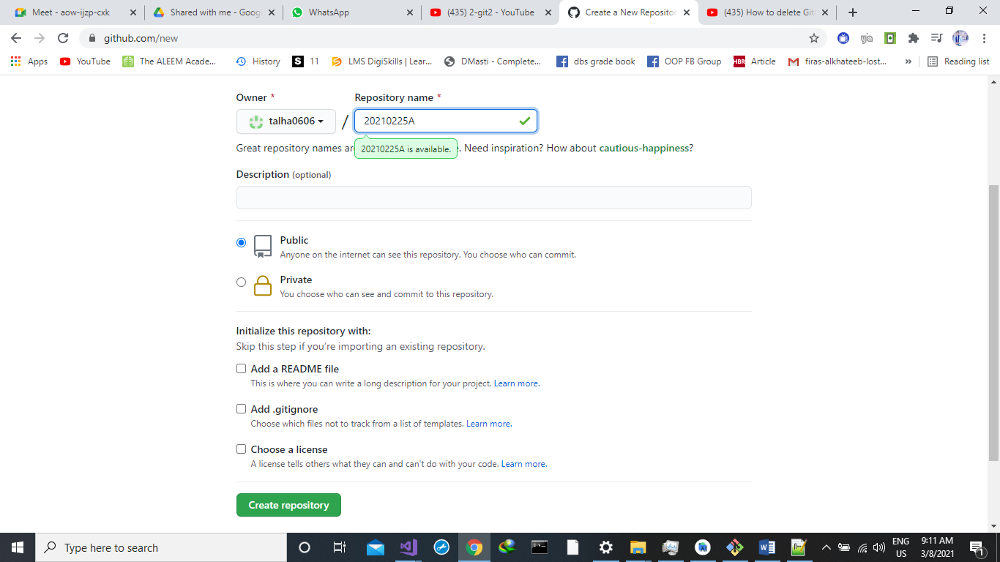 Meet - aow-ijzp-cxk
Shared with me - Goog
WhatsApp
(435) 2-git2 - YouTube
Create a New Repositor
(435) How to delete Git
github.com/new
Apps
YouTube
The ALEEM Acade...
History
S 11
LMS DigiSkills | Lear...
DMasti - Complete...
dbs grade book
OOP FB Group
HBR Article
firas-alkhateeb-lost...
»
Reading list
Owner *
Repository name *
talha0606
/
20210225A
Great repository names are
20210225A is available.
. Need inspiration? How about cautious-happiness?
Description (optional)
Public
Anyone on the internet can see this repository. You choose who can commit.
Private
You choose who can see and commit to this repository.
Initialize this repository with:
Skip this step if you're importing an existing repository.
Add a README file
This is where you can write a long description for your project. Learn more.
Add .gitignore
Choose which files not to track from a list of templates. Learn more.
Choose a license
A license tells others what they can and can't do with your code. Learn more.
Create repository
Type here to search
ENG
US
9:11 AM
3/8/2021
1